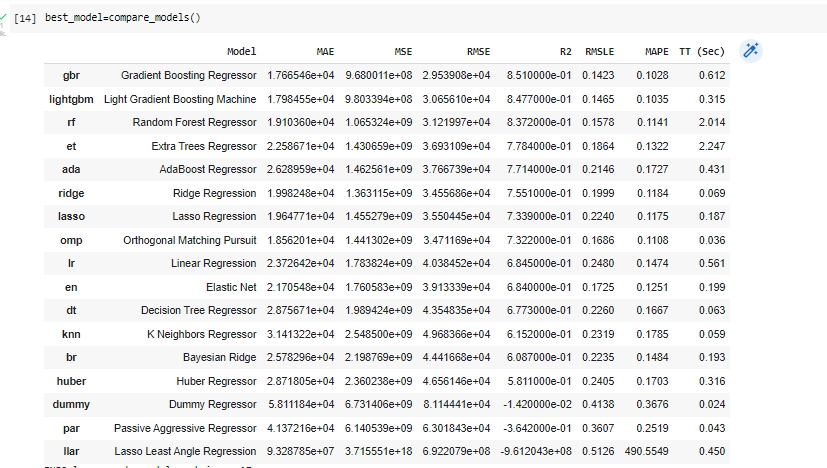 [14] best_model=compare_models()
Model MAE MSE RMSE R2 RMSLE MAPE TT (Sec)
gbr Gradient Boosting Regressor 1.766546e+04 9.680011e+08 2.953908e+04 8.510000e-01 0.1423 0.1028 0.612
lightgbm Light Gradient Boosting Machine 1.798455e+04 9.803394e+08 3.065610e+04 8.477000e-01 0.1465 0.1035 0.315
rf Random Forest Regressor 1.910360e+04 1.065324e+09 3.121997e+04 8.372000e-01 0.1578 0.1141 2.014
et Extra Trees Regressor 2.258671e+04 1.430659e+09 3.693109e+04 7.784000e-01 0.1864 0.1322 2.247
ada AdaBoost Regressor 2.628959e+04 1.462561e+09 3.766739e+04 7.714000e-01 0.2146 0.1727 0.431
ridge Ridge Regression 1.998248e+04 1.363115e+09 3.455686e+04 7.551000e-01 0.1999 0.1184 0.069
lasso Lasso Regression 1.964771e+04 1.455279e+09 3.550445e+04 7.339000e-01 0.2240 0.1175 0.187
omp Orthogonal Matching Pursuit 1.856201e+04 1.441302e+09 3.471169e+04 7.322000e-01 0.1686 0.1108 0.036
lr Linear Regression 2.372642e+04 1.783824e+09 4.038452e+04 6.845000e-01 0.2480 0.1474 0.561
en Elastic Net 2.170548e+04 1.760583e+09 3.913339e+04 6.840000e-01 0.1725 0.1251 0.199
dt Decision Tree Regressor 2.875671e+04 1.989424e+09 4.354835e+04 6.773000e-01 0.2260 0.1667 0.063
knn K Neighbors Regressor 3.141322e+04 2.548500e+09 4.968366e+04 6.152000e-01 0.2319 0.1785 0.059
br Bayesian Ridge 2.578296e+04 2.198769e+09 4.441668e+04 6.087000e-01 0.2235 0.1484 0.193
huber Huber Regressor 2.871805e+04 2.360238e+09 4.656146e+04 5.811000e-01 0.2405 0.1703 0.316
dummy Dummy Regressor 5.811184e+04 6.731406e+09 8.114441e+04 -1.420000e-02 0.4138 0.3676 0.024
par Passive Aggressive Regressor 4.137216e+04 6.140539e+09 6.301843e+04 -3.642000e-01 0.3607 0.2519 0.043
llar Lasso Least Angle Regression 9.328785e+07 3.715551e+18 6.922079e+08 -9.612043e+08 0.5126 490.5549 0.450